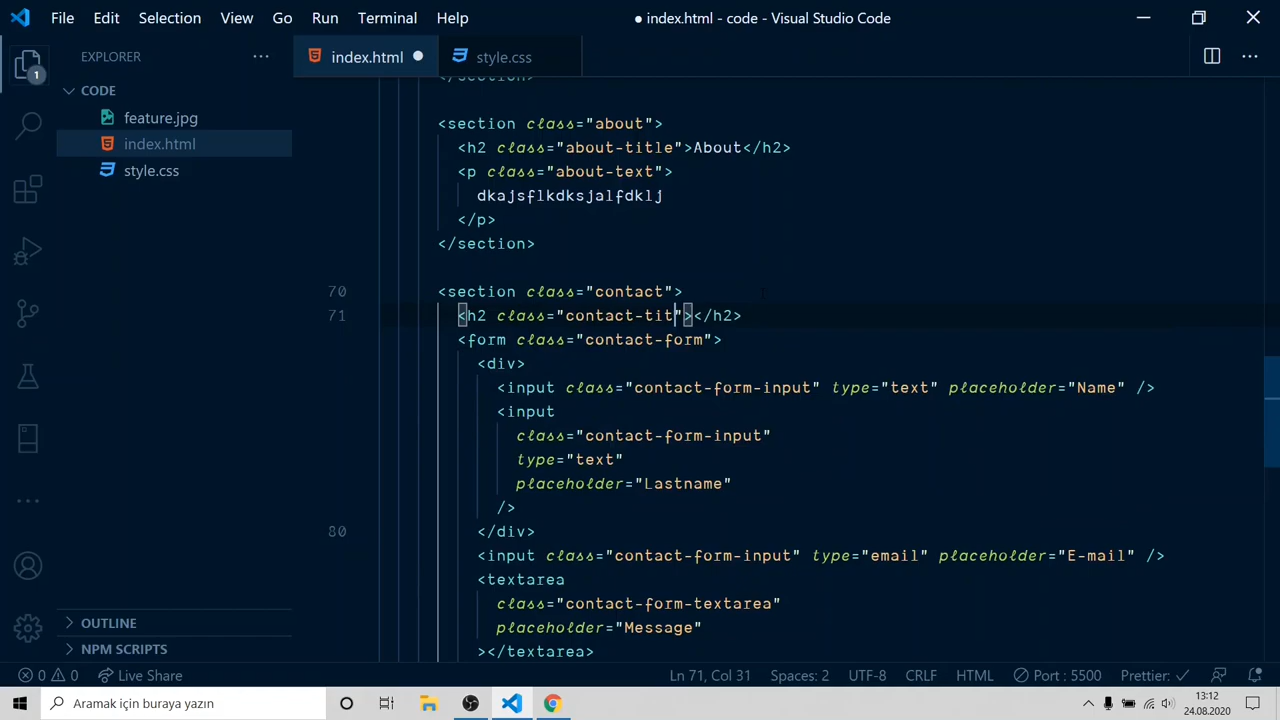 File Edit Selection View Go Run Terminal Help ● index.html - code - Visual Studio Code
EXPLORER
index.html
style.css
1
CODE
feature.jpg
index.html
style.css
</section>
<section class="about">
<h2 class="about-title">About</h2>
<p class="about-text">
dkajsflkdksjalfdklj
</p>
</section>
70 <section class="contact">
71 <h2 class="contact-tit"></h2>
<form class="contact-form">
<div>
<input class="contact-form-input" type="text" placeholder="Name" />
<input
class="contact-form-input"
type="text"
placeholder="Lastname"
/>
80 </div>
<input class="contact-form-input" type="email" placeholder="E-mail" />
<textarea
class="contact-form-textarea"
placeholder="Message"
></textarea>
OUTLINE
NPM SCRIPTS
0 0 Live Share Ln 71, Col 31 Spaces: 2 UTF-8 CRLF HTML Port : 5500 Prettier: ✓
Aramak için buraya yazın
13:12
24.08.2020